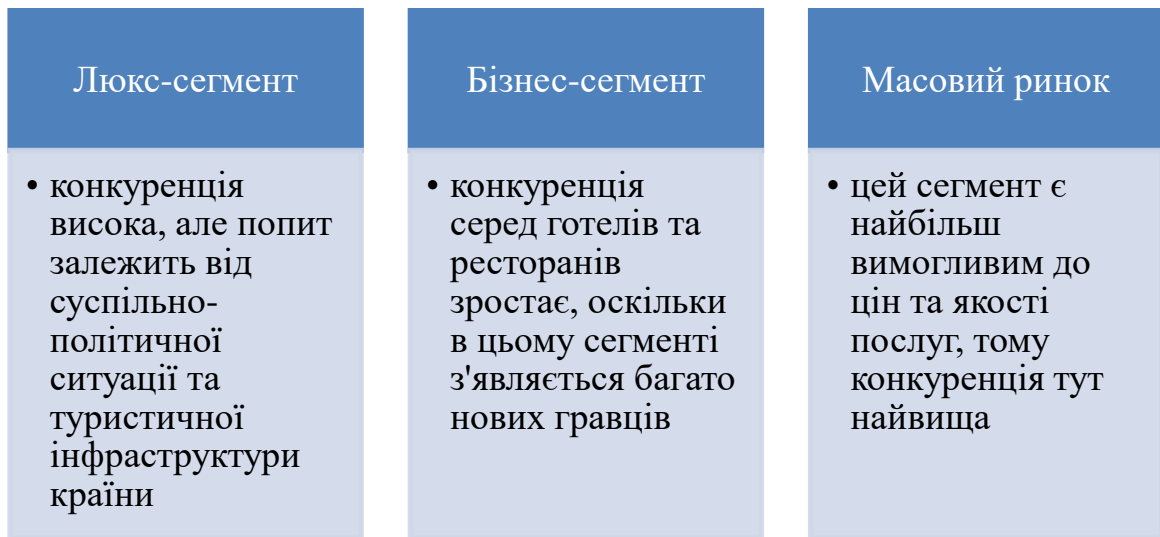 Люкс-сегмент
• конкуренція
висока, але попит
залежить від
суспільно-
політичної
ситуації та
туристичної
інфраструктури
країни
Бізнес-сегмент
• конкуренція
серед готелів та
ресторанів
зростає, оскільки
в цьому сегменті
з'являється багато
нових гравців
Масовий ринок
• цей сегмент є
найбільш
вимогливим до
цін та якості
послуг, тому
конкуренція тут
найвища